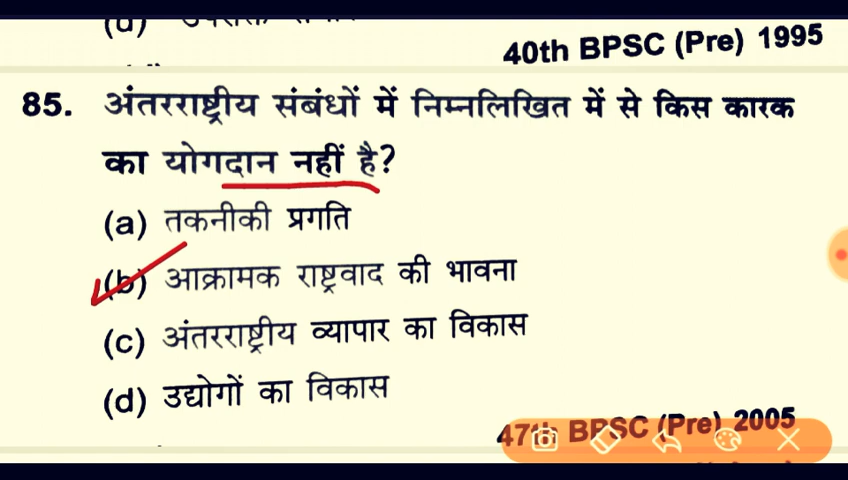 40th BPSC (Pre) 1995
85. अंतरराष्ट्रीय संबंधों में निम्नलिखित में से किस कारक
का योगदान नहीं है?
(a) तकनीकी प्रगति
(b) आक्रामक राष्ट्रवाद की भावना
(c) अंतरराष्ट्रीय व्यापार का विकास
(d) उद्योगों का विकास
47th BPSC (Pre) 2005